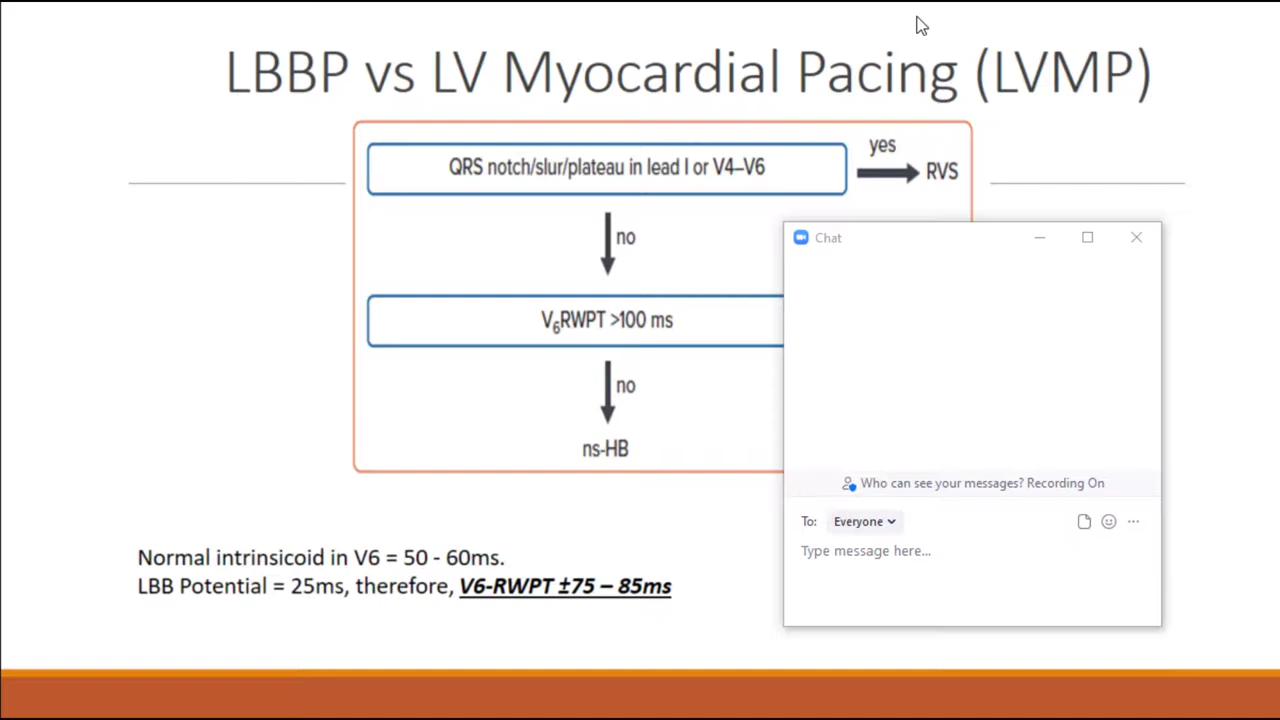 LBBP vs LV Myocardial Pacing (LVMP)
QRS notch/slur/plateau in lead I or V4–V6
yes
RVS
no
V6RWPT >100 ms
no
ns-HB
Chat
Who can see your messages? Recording On
To: Everyone
Type message here...
Normal intrinsicoid in V6 = 50 - 60ms.
LBB Potential = 25ms, therefore, V6-RWPT ±75 – 85ms